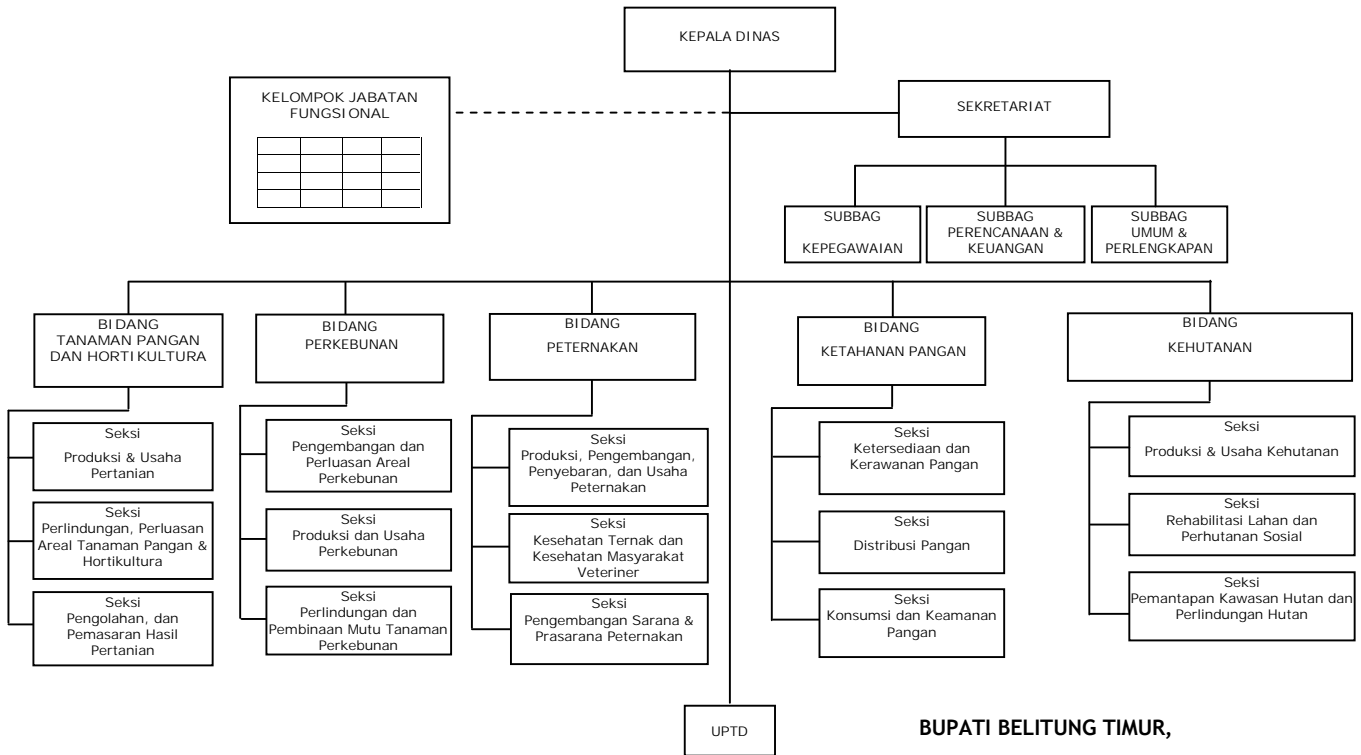 KEPALA DINAS
KELOMPOK JABATAN
FUNGSIONAL
SEKRETARIAT
SUBBAG
KEPEGAWAIAN
SUBBAG
PERENCANAAN &
KEUANGAN
SUBBAG
UMUM &
PERLENGKAPAN
BIDANG
TANAMAN PANGAN
DAN HORTIKULTURA
BIDANG
PERKEBUNAN
BIDANG
PETERNAKAN
BIDANG
KETAHANAN PANGAN
BIDANG
KEHUTANAN
Seksi
Produksi & Usaha
Pertanian
Seksi
Perlindungan, Perluasan
Areal Tanaman Pangan &
Hortikultura
Seksi
Pengolahan, dan
Pemasaran Hasil
Pertanian
Seksi
Pengembangan dan
Perluasan Areal
Perkebunan
Seksi
Produksi dan Usaha
Perkebunan
Seksi
Perlindungan dan
Pembinaan Mutu Tanaman
Perkebunan
Seksi
Produksi, Pengembangan,
Penyebaran, dan Usaha
Peternakan
Seksi
Kesehatan Ternak dan
Kesehatan Masyarakat
Veteriner
Seksi
Pengembangan Sarana &
Prasarana Peternakan
Seksi
Ketersediaan dan
Kerawanan Pangan
Seksi
Distribusi Pangan
Seksi
Konsumsi dan Keamanan
Pangan
Seksi
Produksi & Usaha Kehutanan
Seksi
Rehabilitasi Lahan dan
Perhutanan Sosial
Seksi
Pemantapan Kawasan Hutan dan
Perlindungan Hutan
UPTD
BUPATI BELITUNG TIMUR,